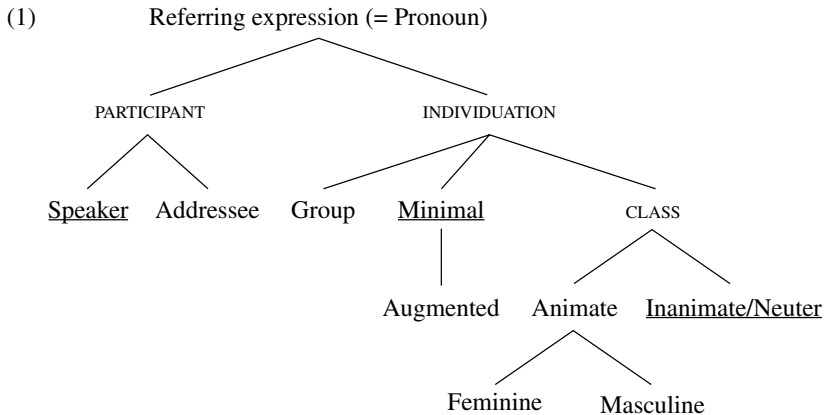 (1) Referring expression (= Pronoun)
PARTICIPANT INDIVIDUATION
Speaker Addressee Group Minimal CLASS
Augmented Animate Inanimate/Neuter
Feminine Masculine